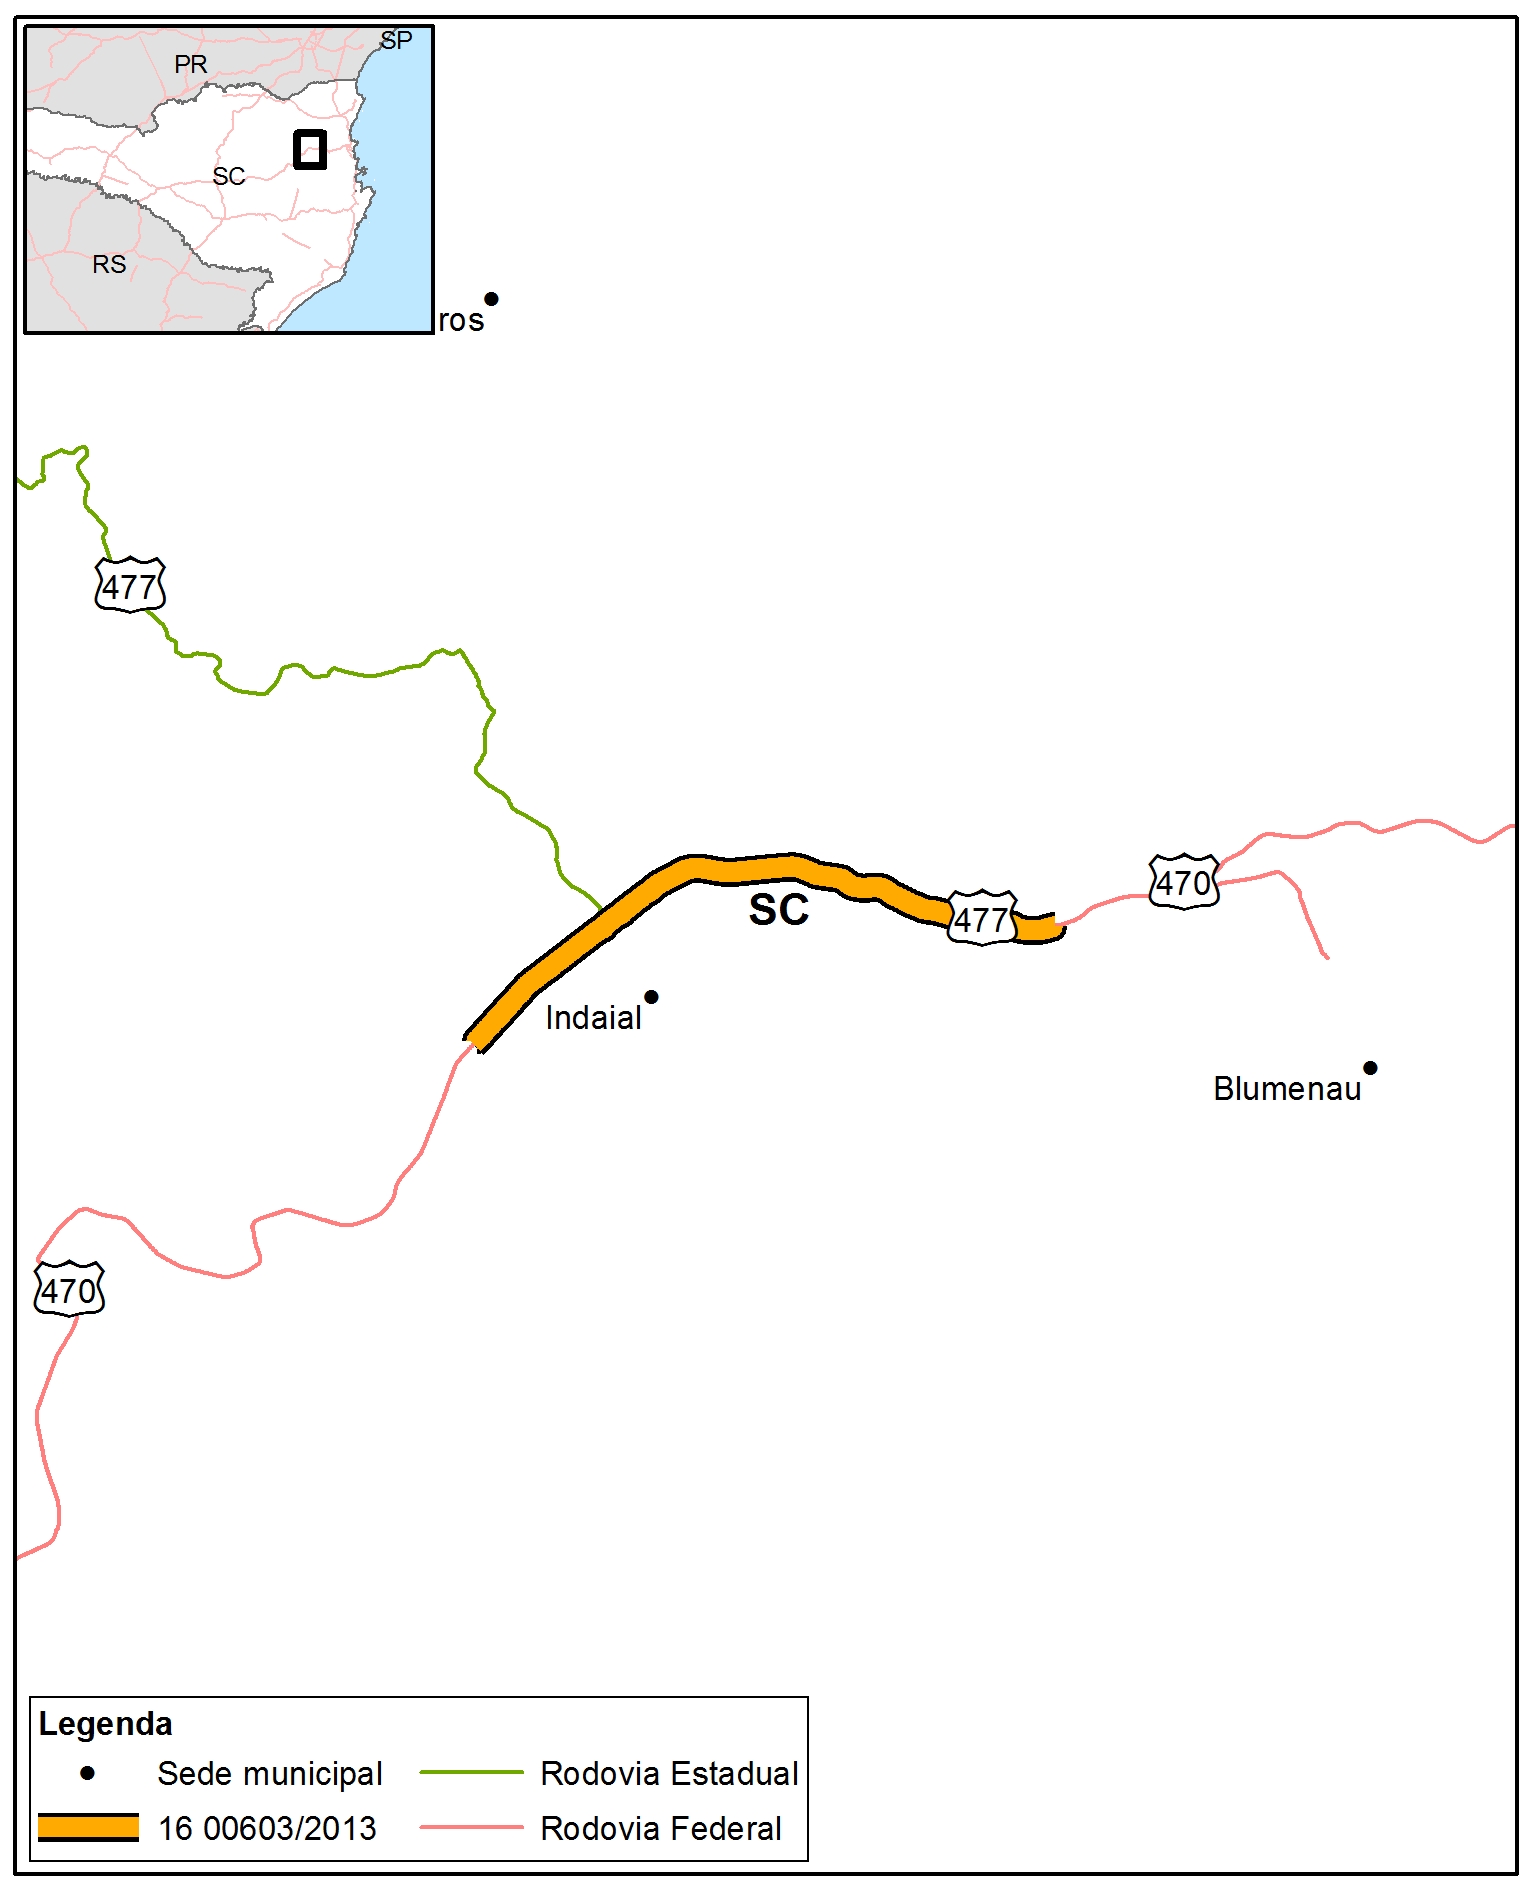 SP
PR
SC
RS
ros
477
470
477
SC
Indaial
Blumenau
470
Legenda
Sede municipal
Rodovia Estadual
16 00603/2013
Rodovia Federal